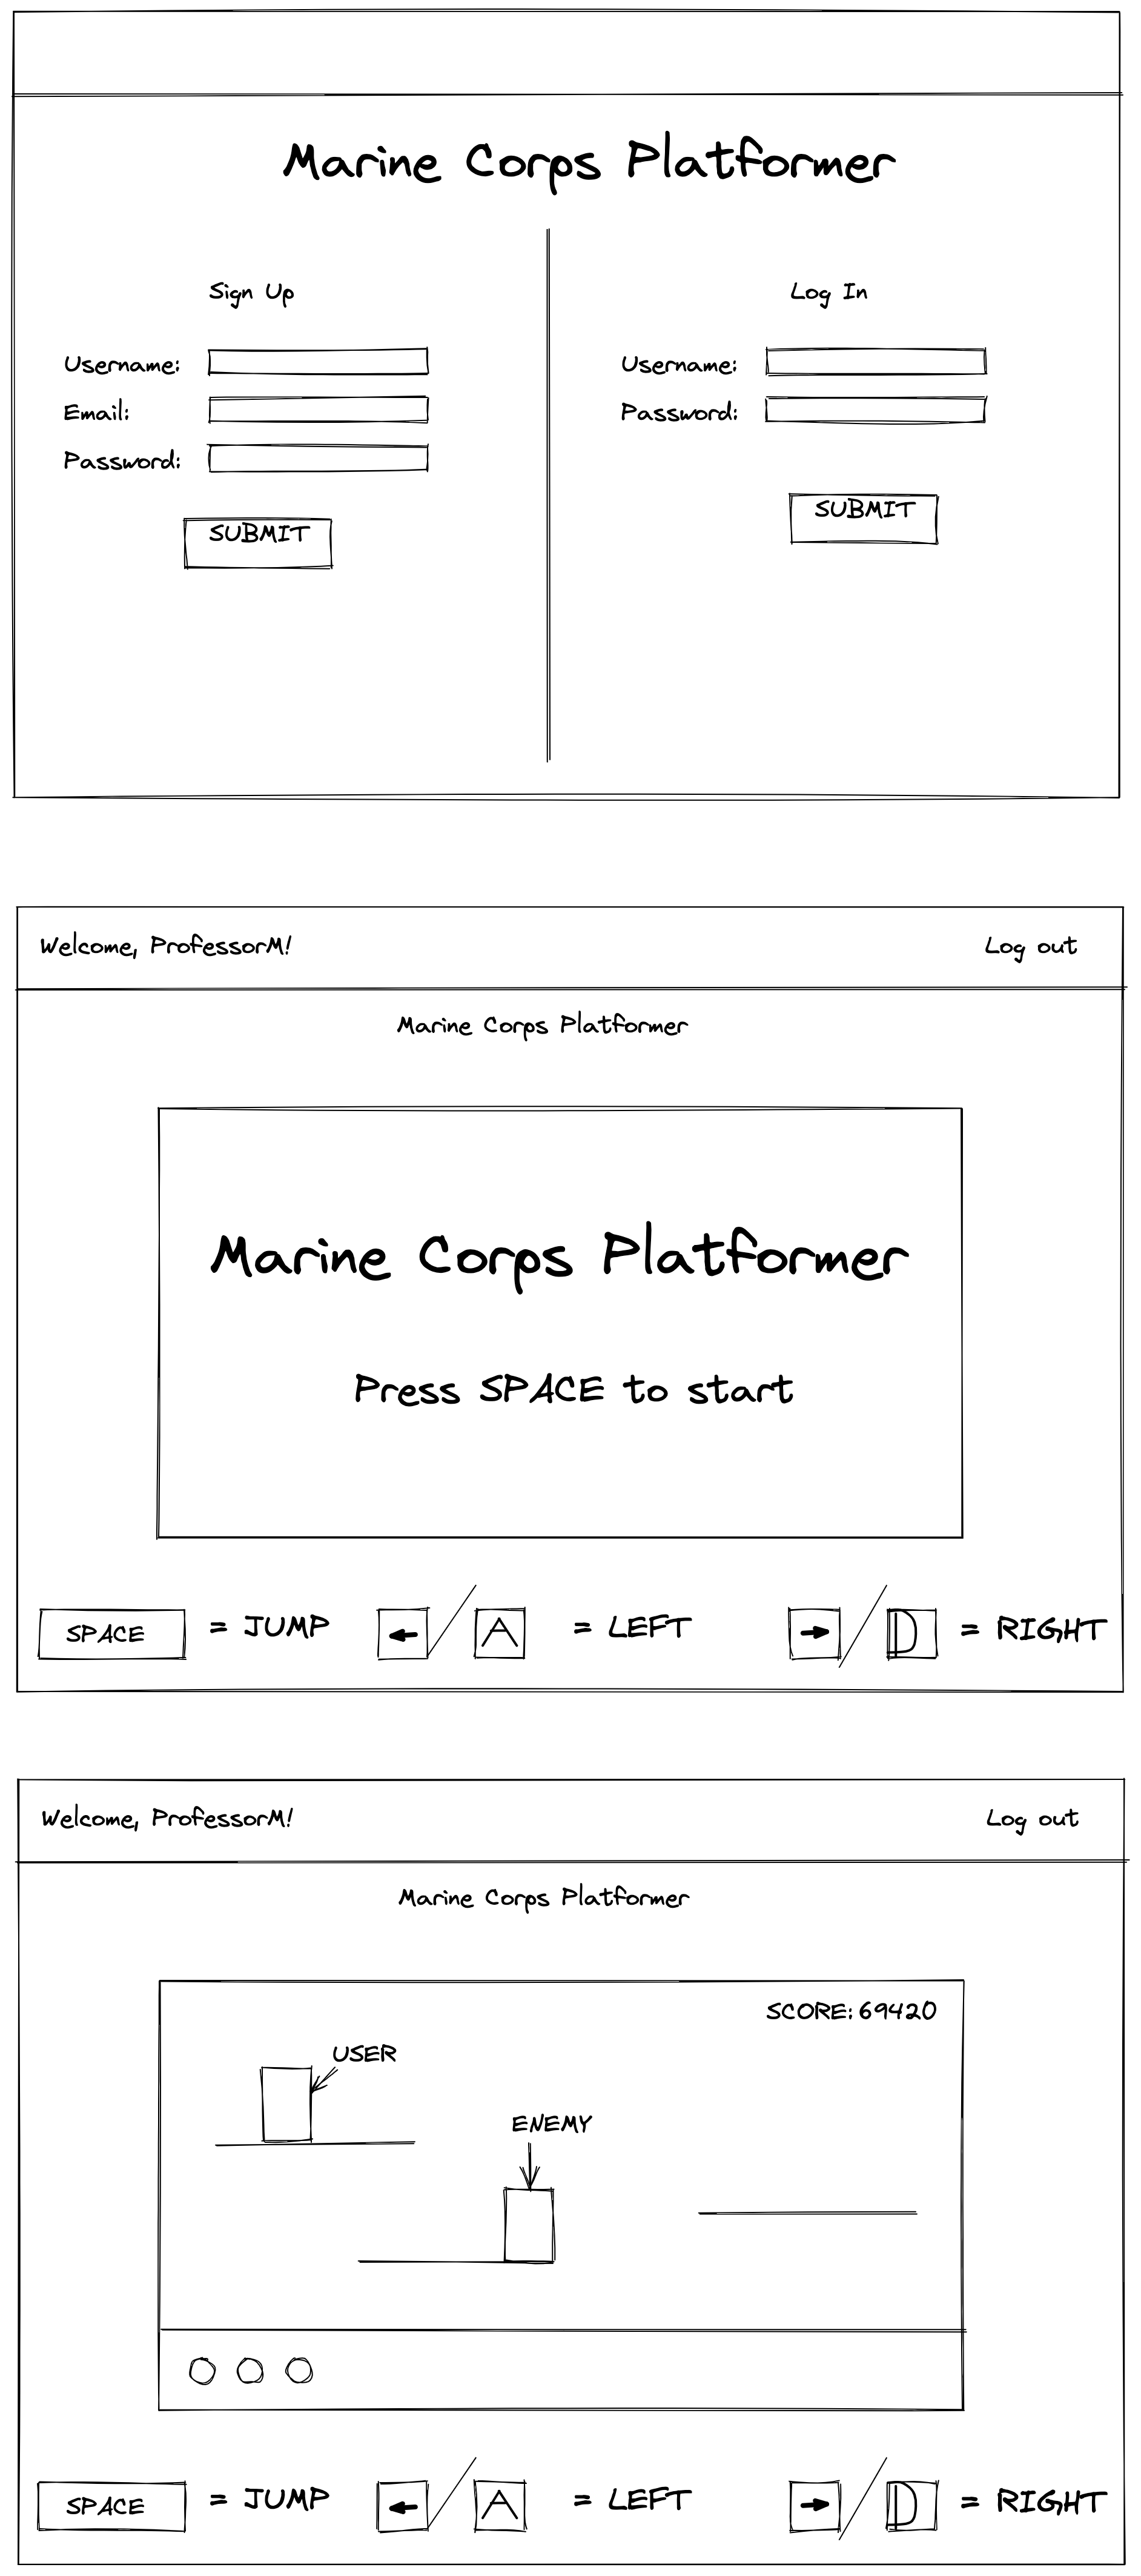 Marine Corps Platformer
Sign Up
Username:
Email:
Password:
SUBMIT
Log In
Username:
Password:
SUBMIT
Welcome, ProfessorM! Log out
Marine Corps Platformer
Marine Corps Platformer
Press SPACE to start
SPACE = JUMP ← / A = LEFT → / D = RIGHT
Welcome, ProfessorM! Log out
Marine Corps Platformer
SCORE: 69420
USER
ENEMY
SPACE = JUMP ← / A = LEFT → / D = RIGHT